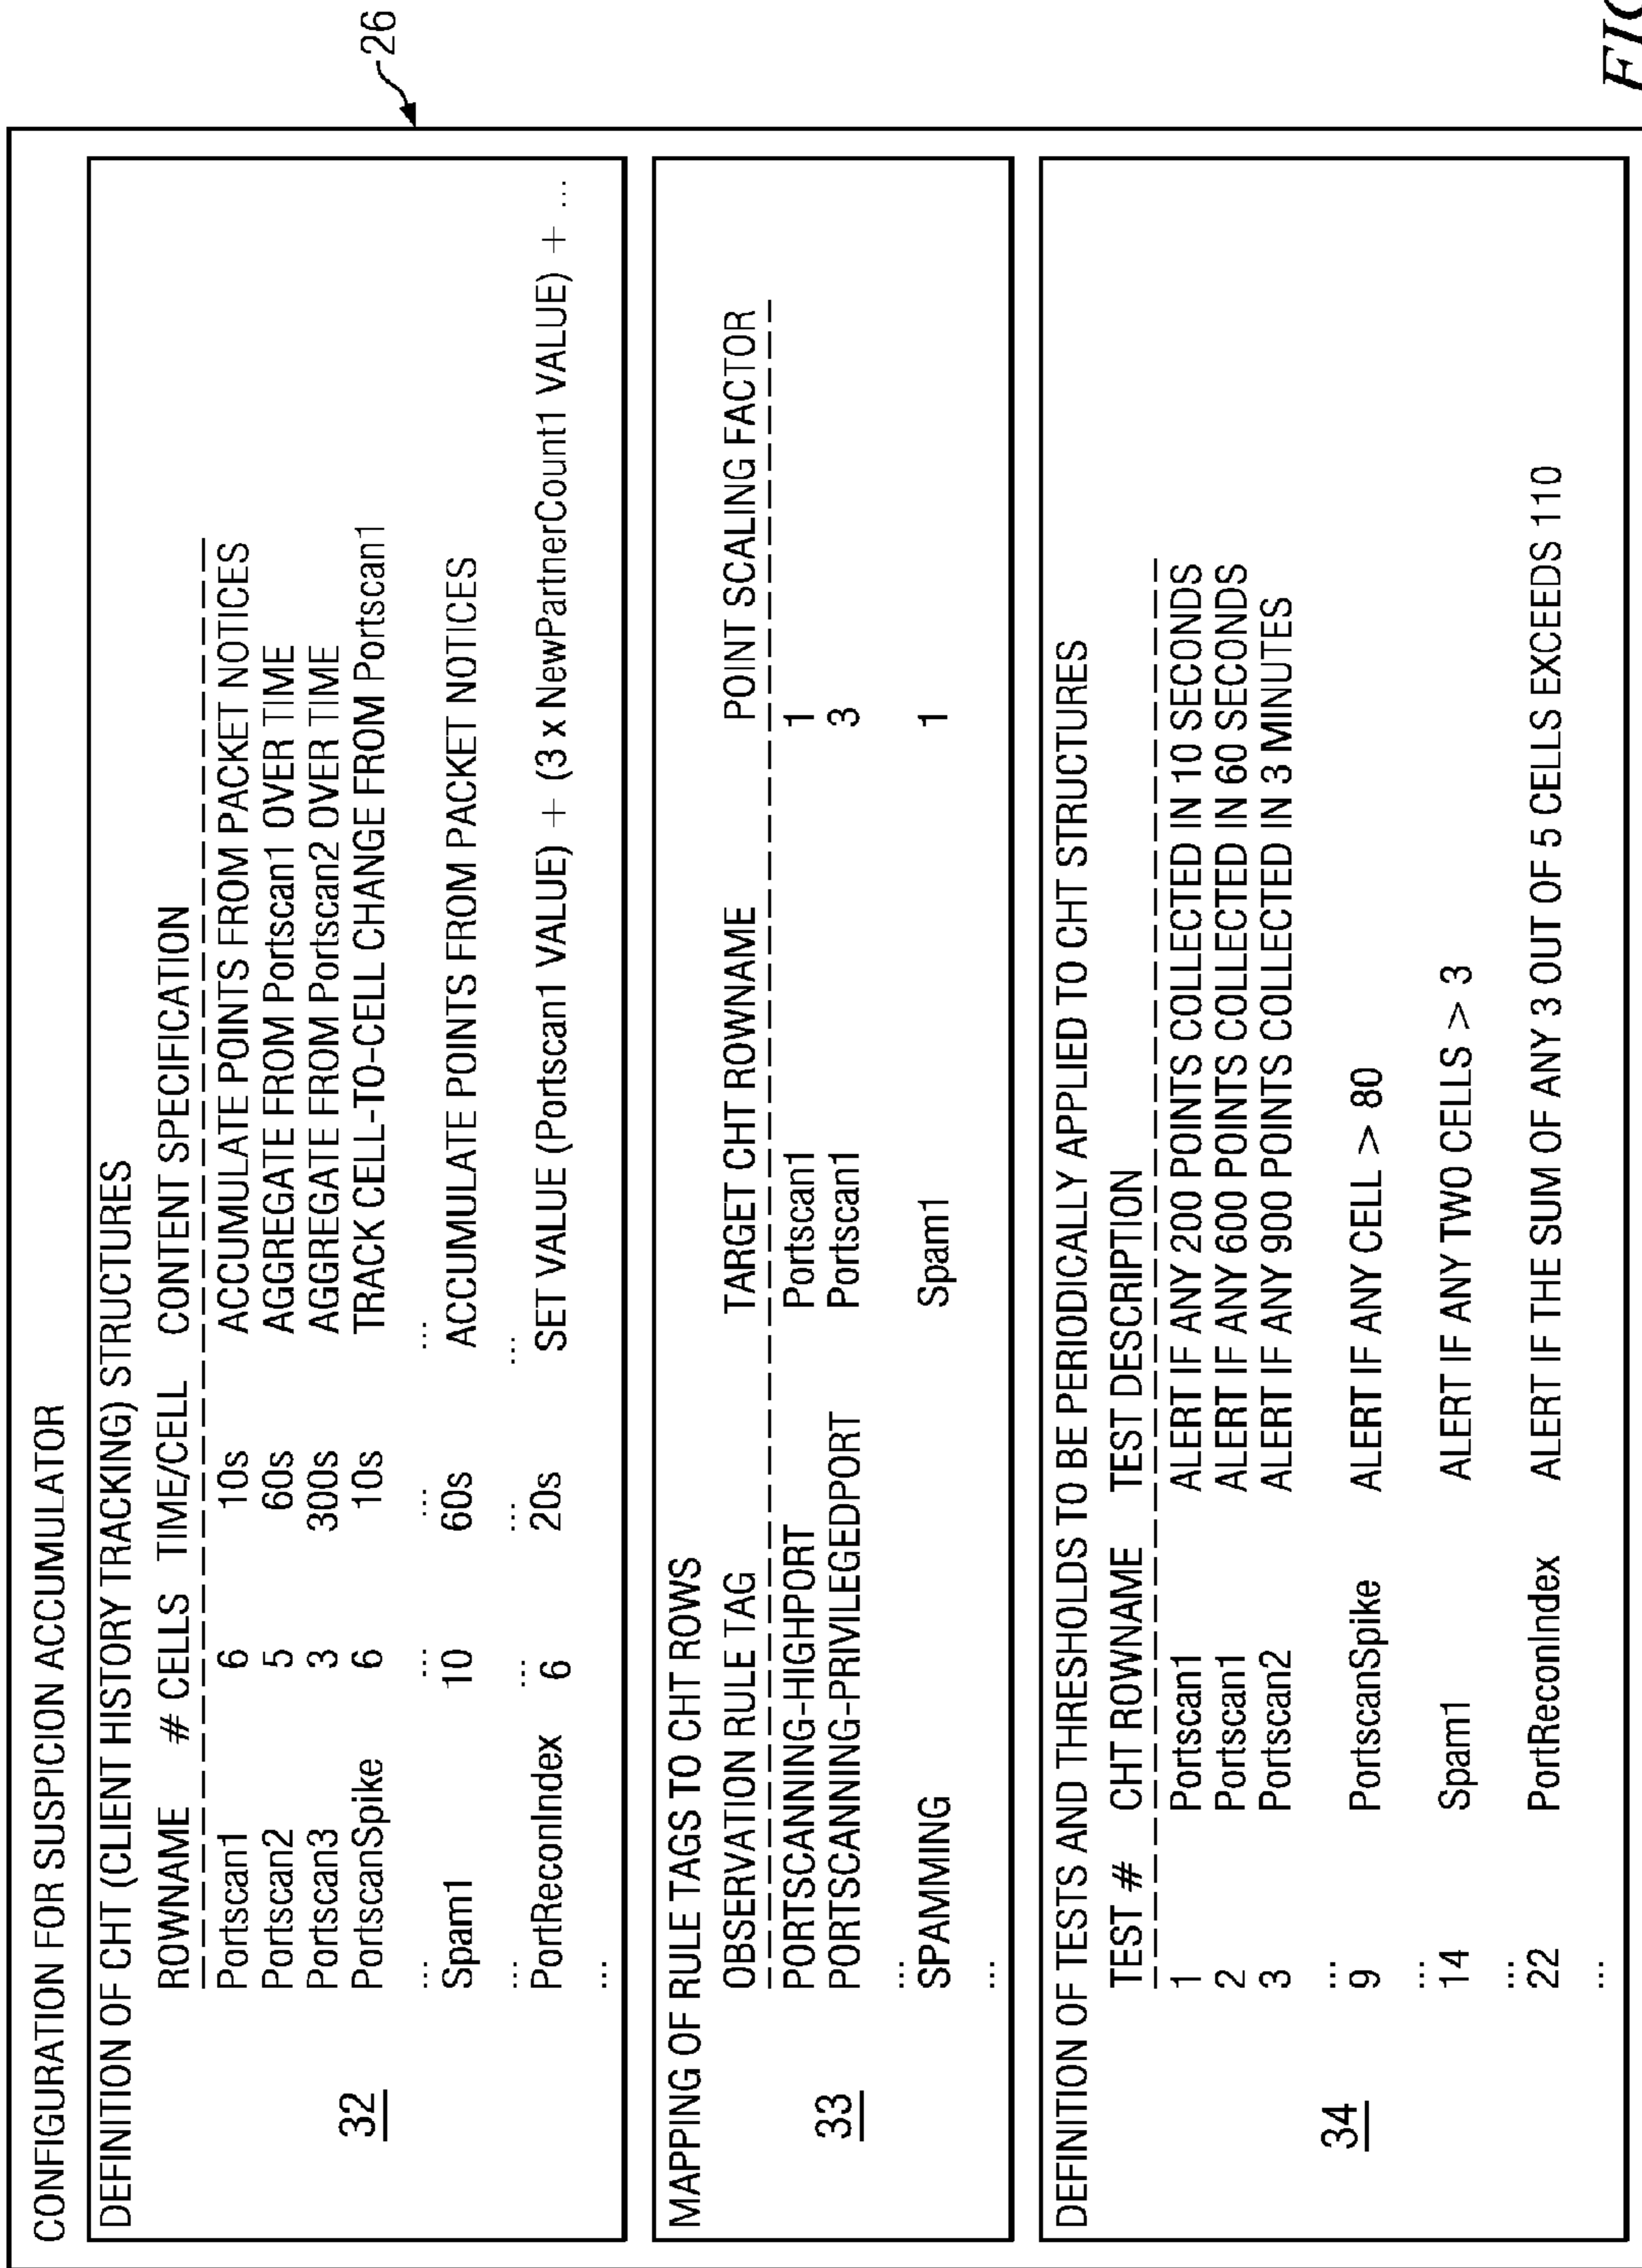 CONFIGURATION FOR SUSPICION ACCUMULATOR
26
DEFINITION OF CHT (CLIENT HISTORY TRACKING) STRUCTURES
32
ROWNAME # CELLS TIME/CELL CONTENT SPECIFICATION
Portscan1 6 10s ACCUMULATE POINTS FROM PACKET NOTICES
Portscan2 5 60s AGGREGATE FROM Portscan1 OVER TIME
Portscan3 3 300s AGGREGATE FROM Portscan2 OVER TIME
PortscanSpike 6 10s TRACK CELL-TO-CELL CHANGE FROM Portscan1
... ... ... ...
Spam1 10 60s ACCUMULATE POINTS FROM PACKET NOTICES
... ... ... ...
PortReconIndex 6 20s SET VALUE (Portscan1 VALUE) + (3 x NewPartnerCount1 VALUE) + ...
...
MAPPING OF RULE TAGS TO CHT ROWS
33
OBSERVATION RULE TAG TARGET CHT ROWNAME POINT SCALING FACTOR
PORTSCANNING-HIGHPORT Portscan1 1
PORTSCANNING-PRIVILEGEDPORT Portscan1 3
...
SPAMMING Spam1 1
...
DEFINITION OF TESTS AND THRESHOLDS TO BE PERIODICALLY APPLIED TO CHT STRUCTURES
34
TEST # CHT ROWNAME TEST DESCRIPTION
1 Portscan1 ALERT IF ANY 200 POINTS COLLECTED IN 10 SECONDS
2 Portscan1 ALERT IF ANY 600 POINTS COLLECTED IN 60 SECONDS
3 Portscan2 ALERT IF ANY 900 POINTS COLLECTED IN 3 MINUTES
...
9 PortscanSpike ALERT IF ANY CELL > 80
...
14 Spam1 ALERT IF ANY TWO CELLS > 3
...
22 PortReconIndex ALERT IF THE SUM OF ANY 3 OUT OF 5 CELLS EXCEEDS 110
...